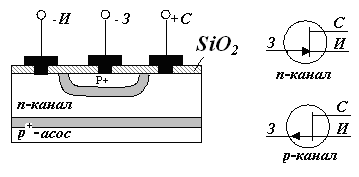 -И -З +С
SiO2
P+
n-канал
p+-асос
С
З И
n-канал
С
З И
p-канал